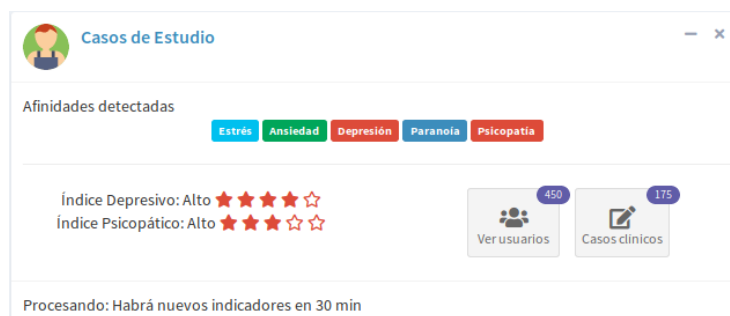 Casos de Estudio
Afinidades detectadas
Estrés Ansiedad Depresión Paranoia Psicopatía
Índice Depresivo: Alto
Índice Psicopático: Alto
450 175
Ver usuarios Casos clínicos
Procesando: Habrá nuevos indicadores en 30 min